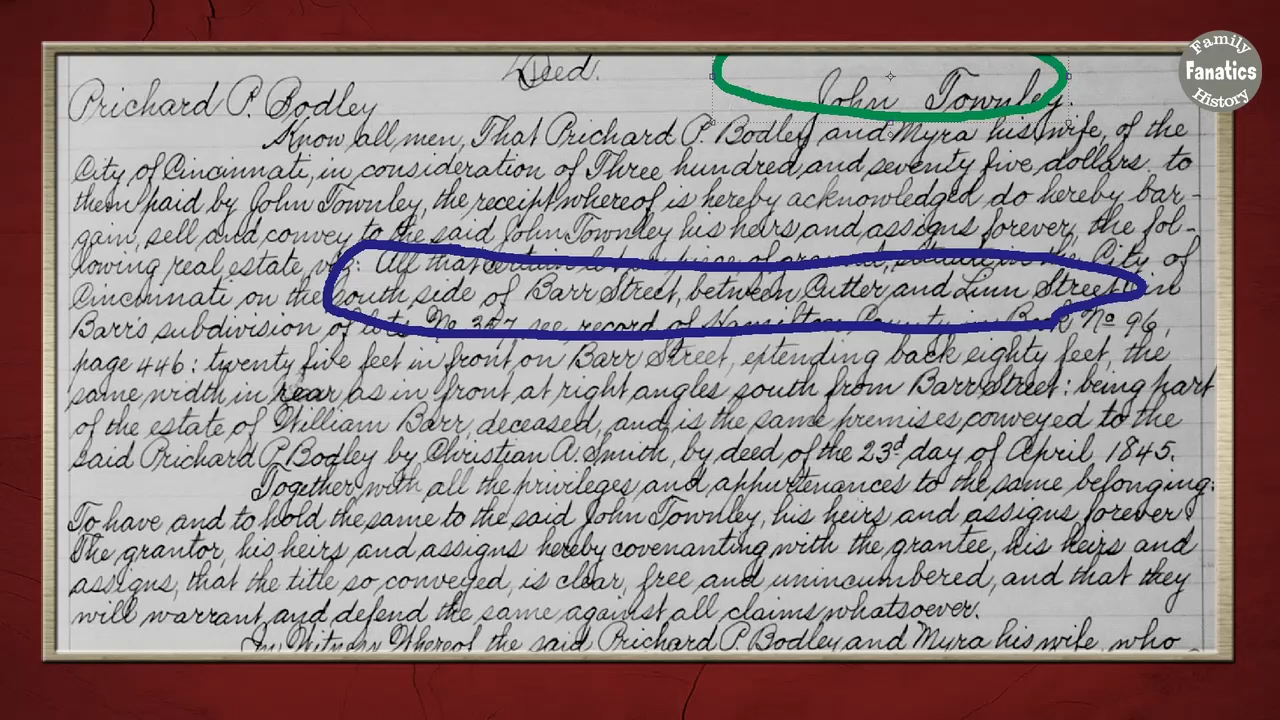 Family
Fanatics
History
Deed.
John Townley.
Prichard P. Bodley
Know all men, That Prichard P. Bodley and Myra his wife, of the
City of Cincinnati, in consideration of Three hundred and seventy five dollars to
them paid by John Townley, the receipt whereof is hereby acknowledged do hereby bar-
gain, sell and convey to the said John Townley his heirs and assigns forever, the fol-
lowing real estate viz: All that certain lot or piece of ground, situate in the City of
Cincinnati on the south side of Barr Street, between Cutter and Linn Street in
Barr's subdivision of lots No 357 see record of Hamilton County in Book No 96,
page 446: twenty five feet in front on Barr Street, extending back eighty feet, the
same width in rear as in front at right angles south from Barr Street: being part
of the estate of William Barr, deceased, and is the same premises conveyed to the
said Prichard P. Bodley by Christian A. Smith, by deed of the 23d day of April 1845.
Together with all the privileges and appurtenances to the same belonging:
To have and to hold the same to the said John Townley, his heirs and assigns forever
The grantor, his heirs and assigns hereby covenanting with the grantee, his heirs and
assigns, that the title so conveyed, is clear, free and unincumbered, and that they
will warrant and defend the same against all claims whatsoever.
In Witness Whereof the said Prichard P. Bodley and Myra his wife, who